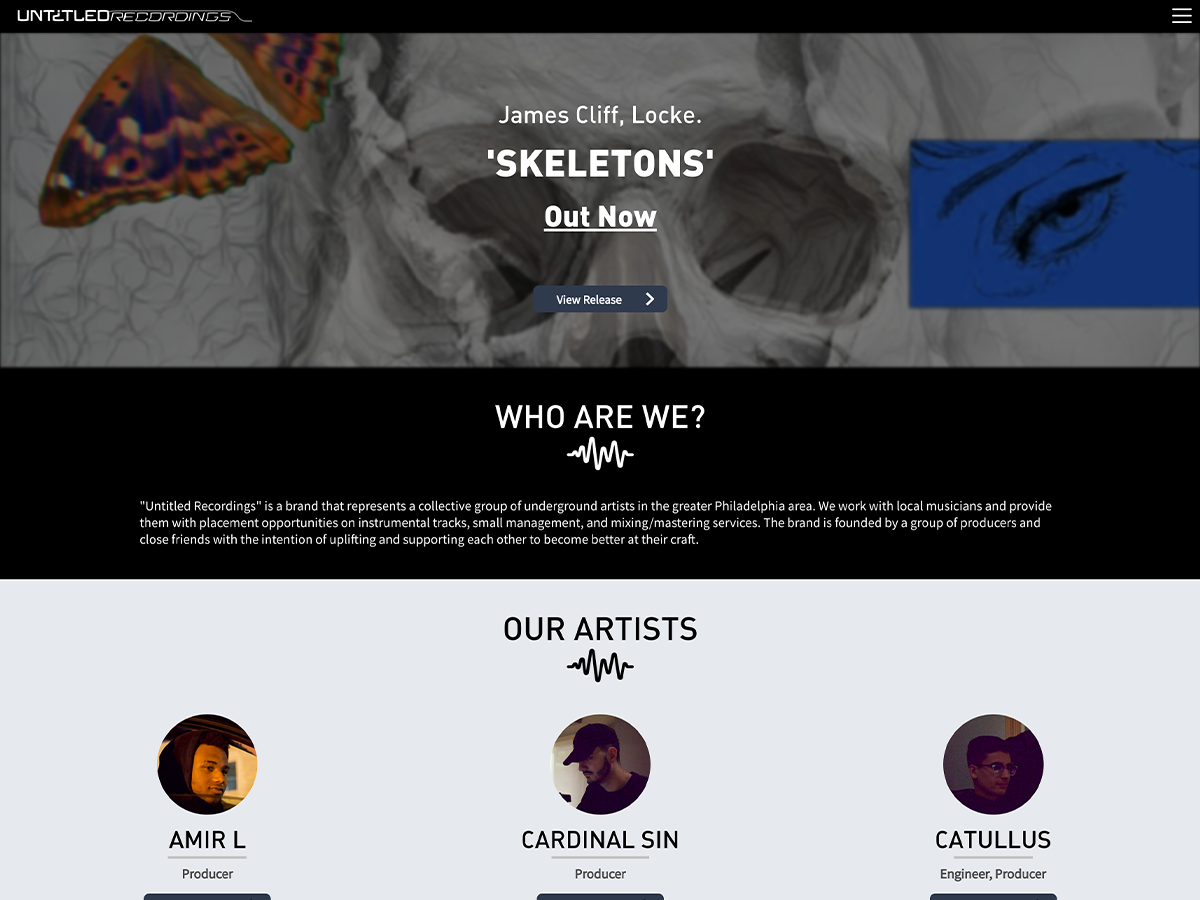 UNTITLED RECORDINGS
James Cliff, Locke.
'SKELETONS'
Out Now
View Release
WHO ARE WE?
"Untitled Recordings" is a brand that represents a collective group of underground artists in the greater Philadelphia area. We work with local musicians and provide
them with placement opportunities on instrumental tracks, small management, and mixing/mastering services. The brand is founded by a group of producers and
close friends with the intention of uplifting and supporting each other to become better at their craft.
OUR ARTISTS
AMIR L
CARDINAL SIN
CATULLUS
Producer
Producer
Engineer, Producer